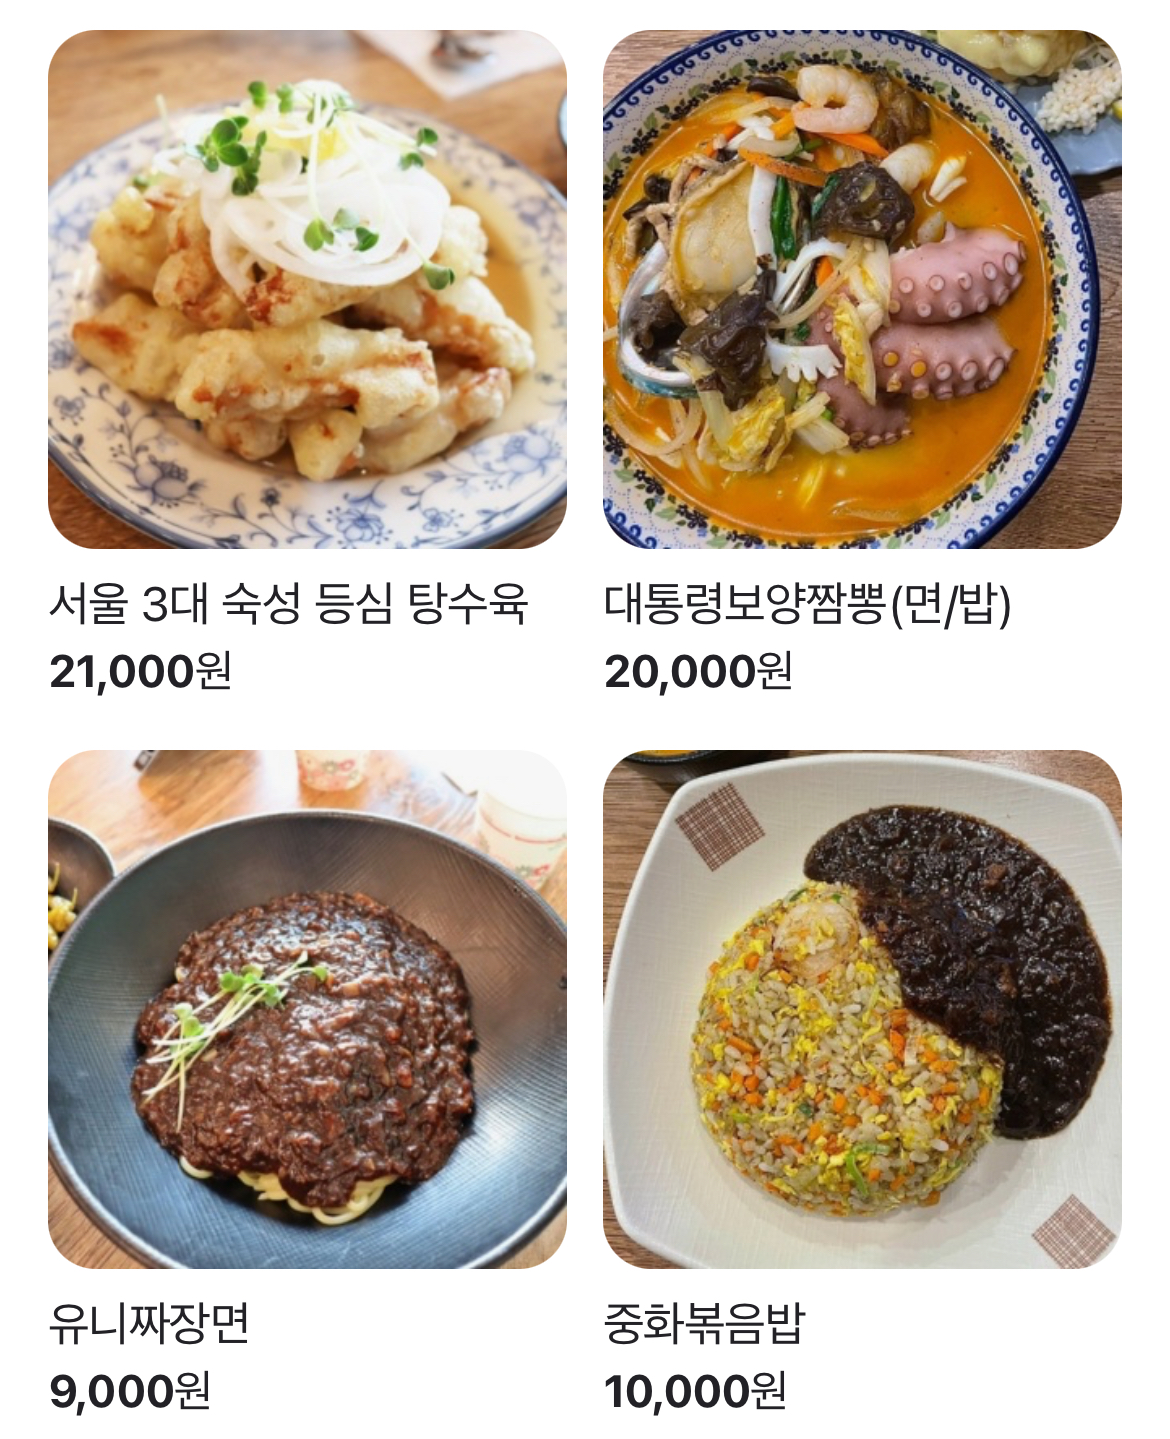 서울 3대 숙성 등심 탕수육
21,000원
대통령보양짬뽕(면/밥)
20,000원
유니짜장면
9,000원
중화볶음밥
10,000원